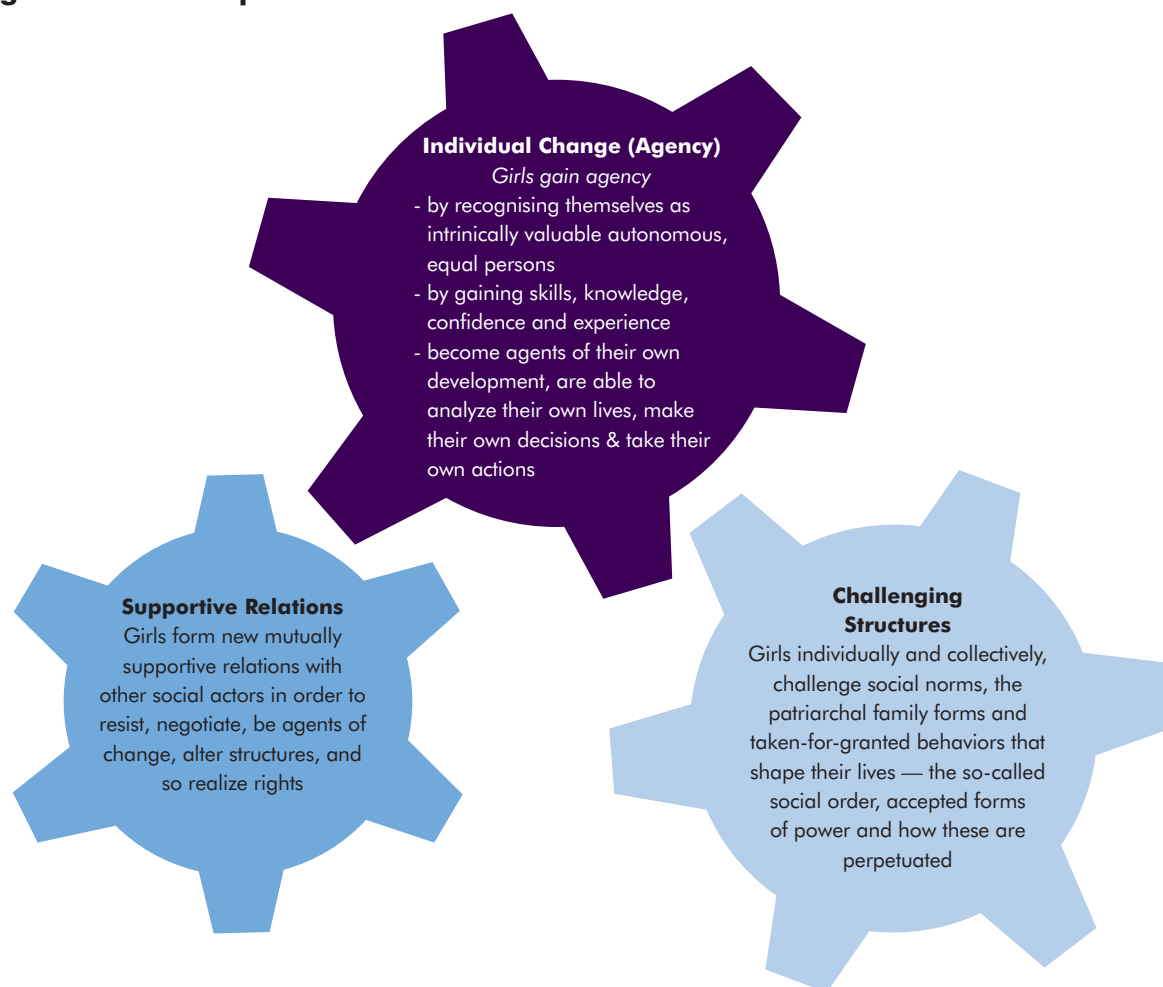 Individual Change (Agency)
Girls gain agency
- by recognising themselves as
intrinically valuable autonomous,
equal persons
- by gaining skills, knowledge,
confidence and experience
- become agents of their own
development, are able to
analyze their own lives, make
their own decisions & take their
own actions
Supportive Relations
Girls form new mutually
supportive relations with
other social actors in order to
resist, negotiate, be agents of
change, alter structures, and
so realize rights
Challenging
Structures
Girls individually and collectively,
challenge social norms, the
patriarchal family forms and
taken-for-granted behaviors that
shape their lives — the so-called
social order, accepted forms
of power and how these are
perpetuated